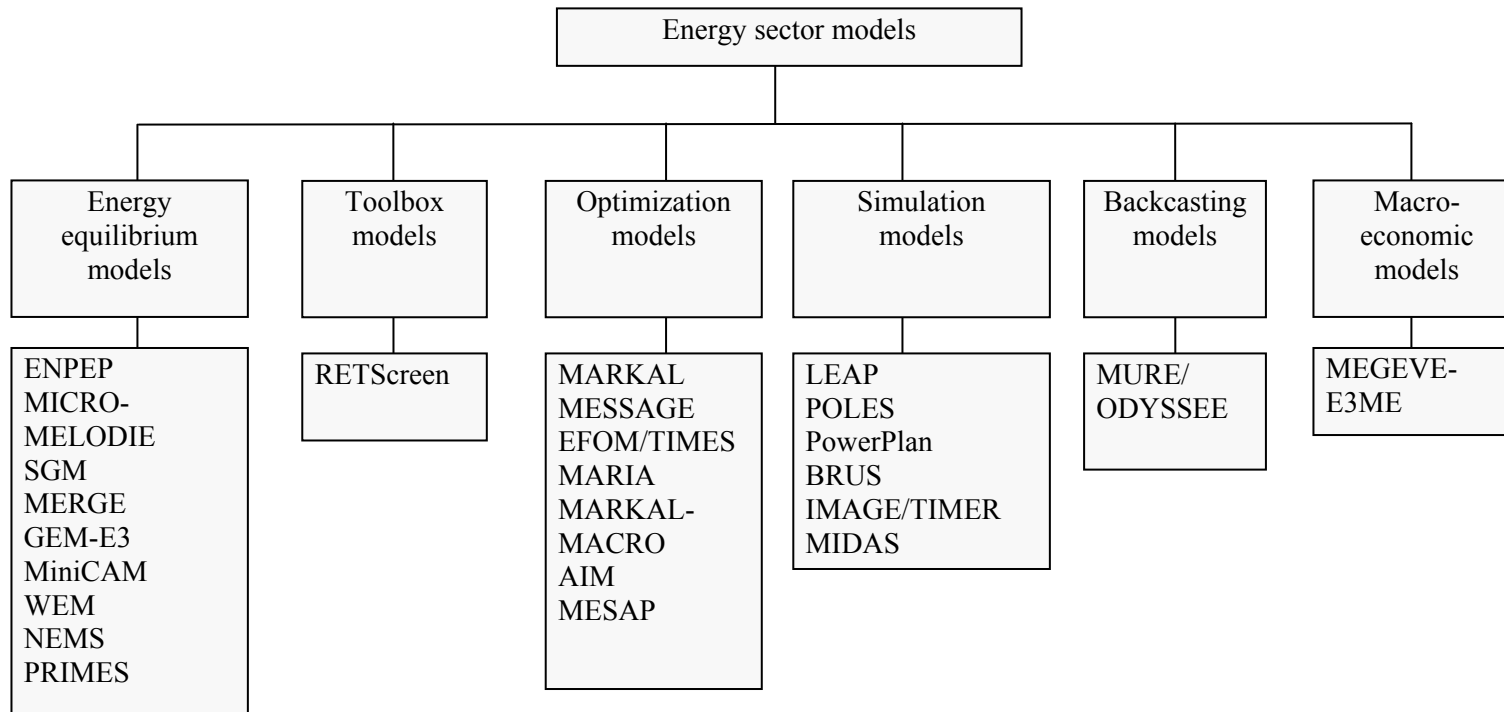 Energy sector models
Energy
equilibrium
models
Toolbox
models
Optimization
models
Simulation
models
Backcasting
models
Macro-
economic
models
ENPEP
MICRO-
MELODIE
SGM
MERGE
GEM-E3
MiniCAM
WEM
NEMS
PRIMES
RETScreen
MARKAL
MESSAGE
EFOM/TIMES
MARIA
MARKAL-
MACRO
AIM
MESAP
LEAP
POLES
PowerPlan
BRUS
IMAGE/TIMER
MIDAS
MURE/
ODYSSEE
MEGEVE-
E3ME